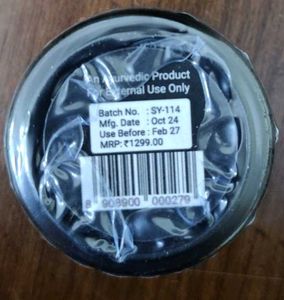 An Ayurvedic Product
For External Use Only
Batch No. : SY-114
Mfg. Date : Oct 24
Use Before : Feb 27
MRP: ₹1299.00
8 908900 000279